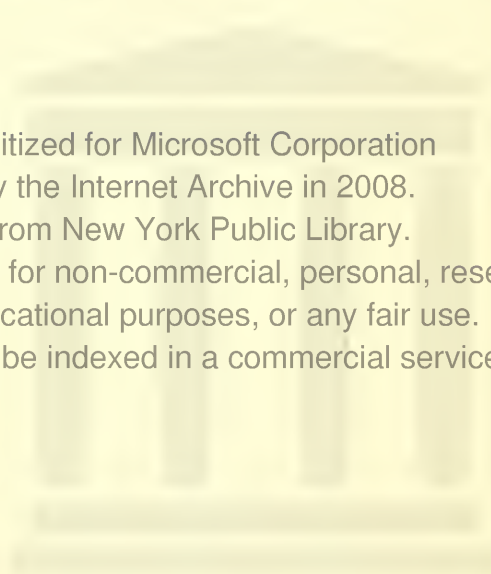 itized for Microsoft Corporation
y the Internet Archive in 2008.
rom New York Public Library.
for non-commercial, personal, rese
cational purposes, or any fair use.
be indexed in a commercial service